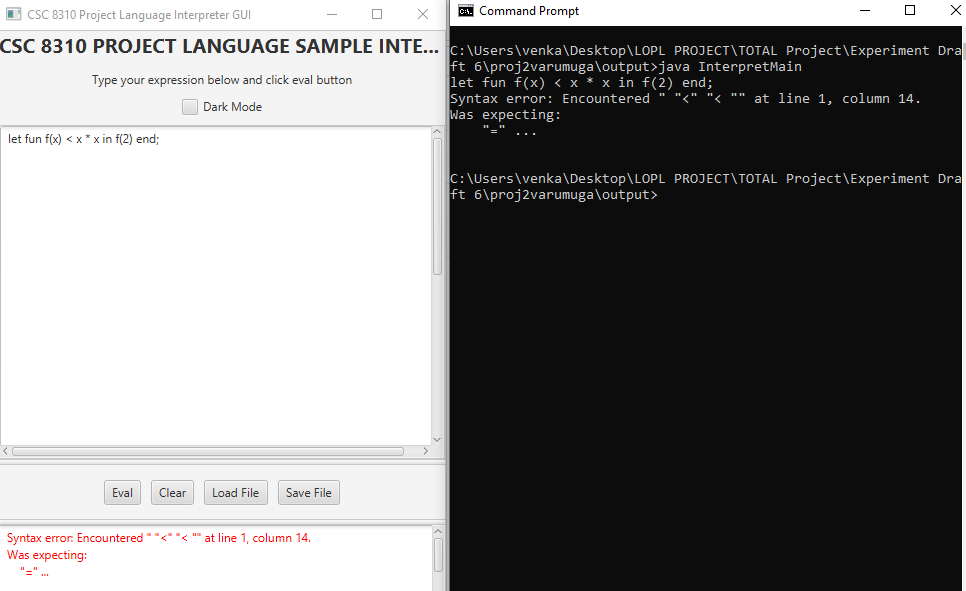 CSC 8310 Project Language Interpreter GUI
CSC 8310 PROJECT LANGUAGE SAMPLE INTE...
Type your expression below and click eval button
Dark Mode
let fun f(x) < x * x in f(2) end;
Eval Clear Load File Save File
Syntax error: Encountered " "<" "< "" at line 1, column 14.
Was expecting:
"=" ...
Command Prompt
C:\Users\venka\Desktop\LOPL PROJECT\TOTAL Project\Experiment Dra
ft 6\proj2varumuga\output>java InterpretMain
let fun f(x) < x * x in f(2) end;
Syntax error: Encountered " "<" "< "" at line 1, column 14.
Was expecting:
"=" ...
C:\Users\venka\Desktop\LOPL PROJECT\TOTAL Project\Experiment Dra
ft 6\proj2varumuga\output>